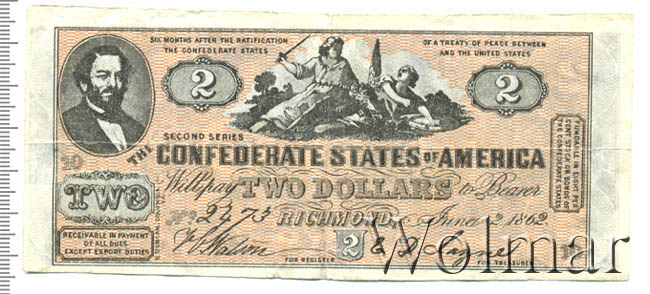 SIX MONTHS AFTER THE RATIFICATION OF A TREATY OF PEACE BETWEEN
THE CONFEDERATE STATES AND THE UNITED STATES
2 2
SECOND SERIES
THE CONFEDERATE STATES OF AMERICA
FUNDABLE IN EIGHT PER
CENT STOCK OR BONDS OF
THE CONFEDERATE STATES
TWO Will pay TWO DOLLARS to Bearer
No 2473 RICHMOND, June 2 1862
RECEIVABLE IN PAYMENT
OF ALL DUES
EXCEPT EXPORT DUTIES
2
FOR REGISTER FOR TREASURER
Wolmar